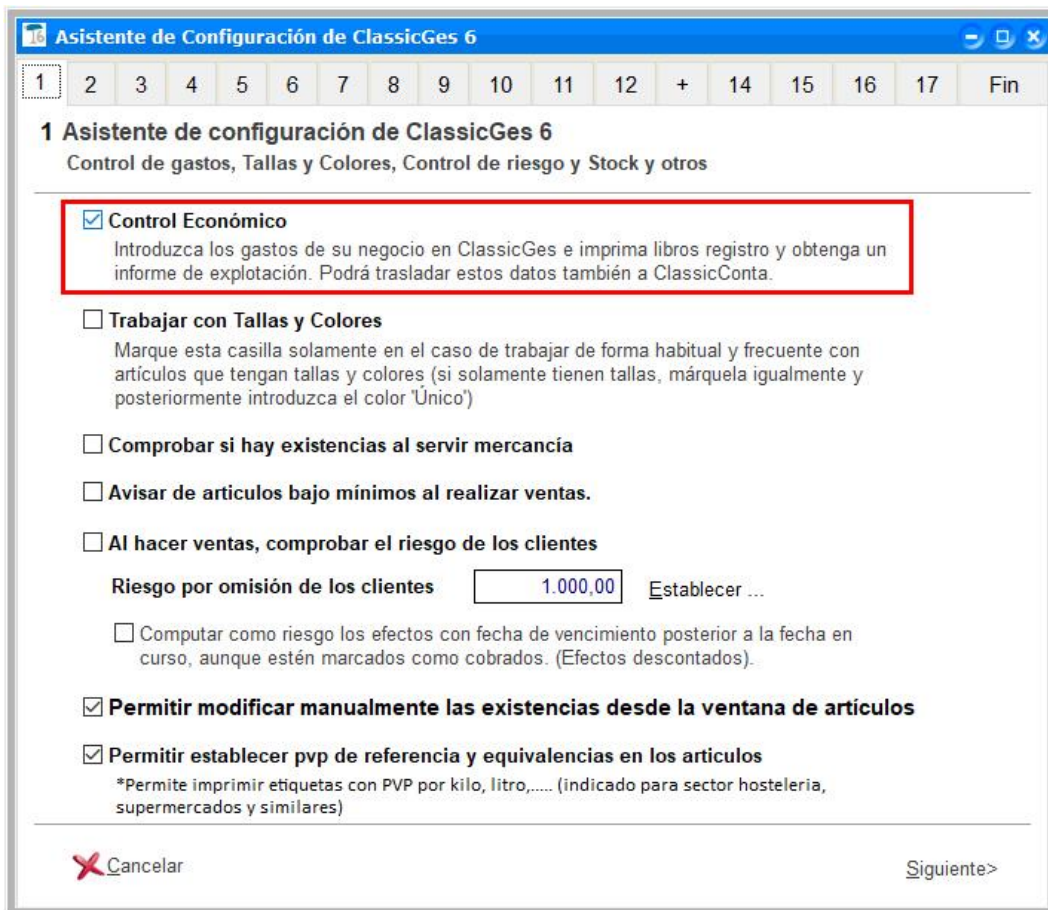 16 Asistente de Configuración de ClassicGes 6
1 2 3 4 5 6 7 8 9 10 11 12 + 14 15 16 17 Fin
1 Asistente de configuración de ClassicGes 6
Control de gastos, Tallas y Colores, Control de riesgo y Stock y otros
Control Económico
Introduzca los gastos de su negocio en ClassicGes e imprima libros registro y obtenga un
informe de explotación. Podrá trasladar estos datos también a ClassicConta.
Trabajar con Tallas y Colores
Marque esta casilla solamente en el caso de trabajar de forma habitual y frecuente con
artículos que tengan tallas y colores (si solamente tienen tallas, márquela igualmente y
posteriormente introduzca el color 'Único')
Comprobar si hay existencias al servir mercancía
Avisar de articulos bajo mínimos al realizar ventas.
Al hacer ventas, comprobar el riesgo de los clientes
Riesgo por omisión de los clientes 1.000,00 Establecer ...
Computar como riesgo los efectos con fecha de vencimiento posterior a la fecha en
curso, aunque estén marcados como cobrados. (Efectos descontados).
Permitir modificar manualmente las existencias desde la ventana de artículos
Permitir establecer pvp de referencia y equivalencias en los articulos
*Permite imprimir etiquetas con PVP por kilo, litro,..... (indicado para sector hosteleria,
supermercados y similares)
Cancelar Siguiente>